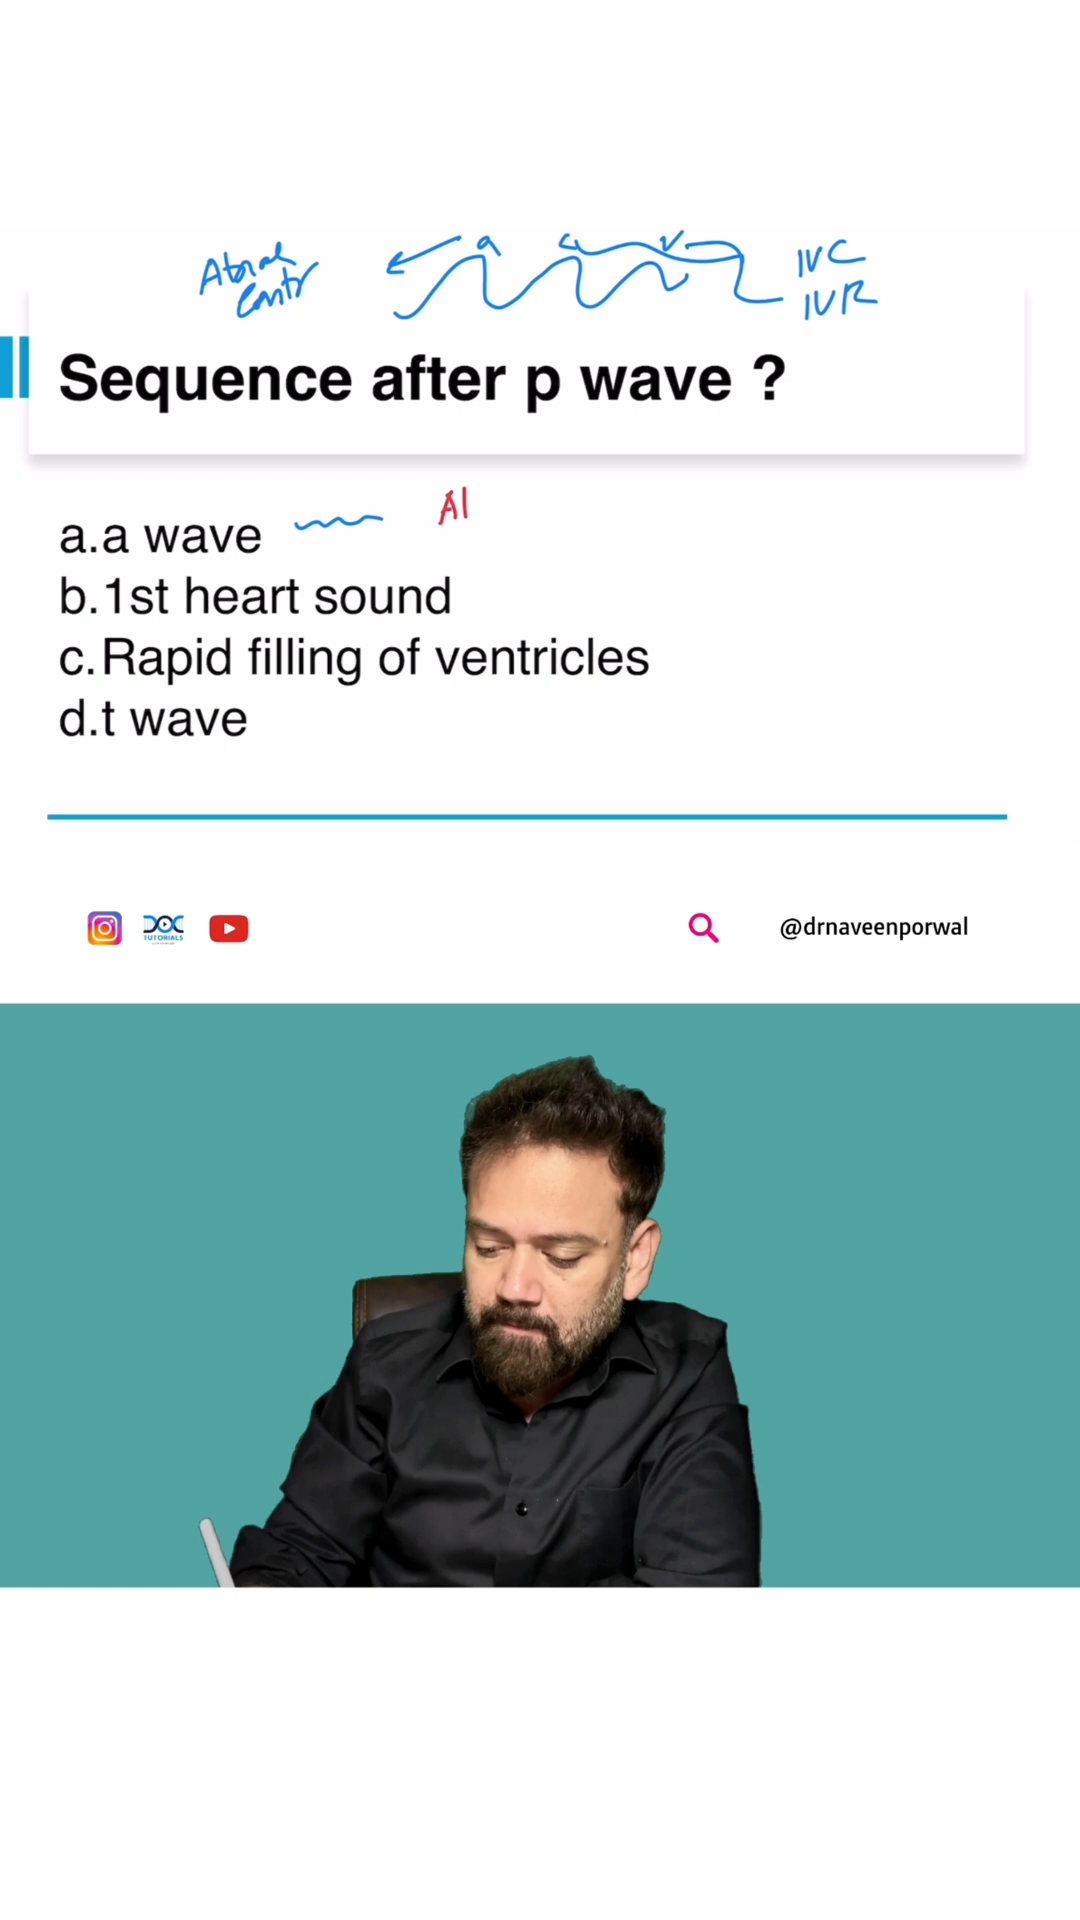 a c v
Atrial IVC
Contr IVR
Sequence after p wave ?
A
a.a wave
b.1st heart sound
c.Rapid filling of ventricles
d.t wave
DOC
TUTORIALS
@drnaveenporwal